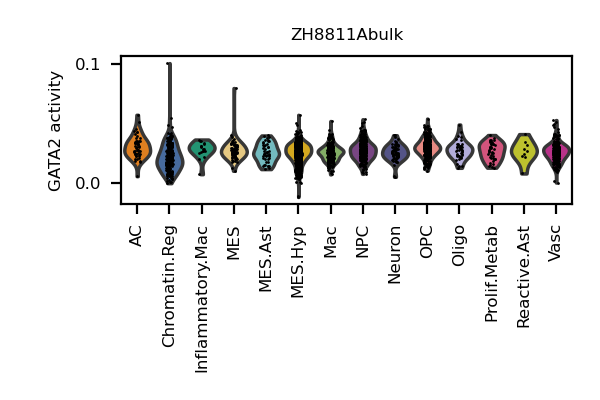 ZH8811Abulk
GATA2 activity
0.1
0.0
AC
Chromatin.Reg
Inflammatory.Mac
MES
MES.Ast
MES.Hyp
Mac
NPC
Neuron
OPC
Oligo
Prolif.Metab
Reactive.Ast
Vasc